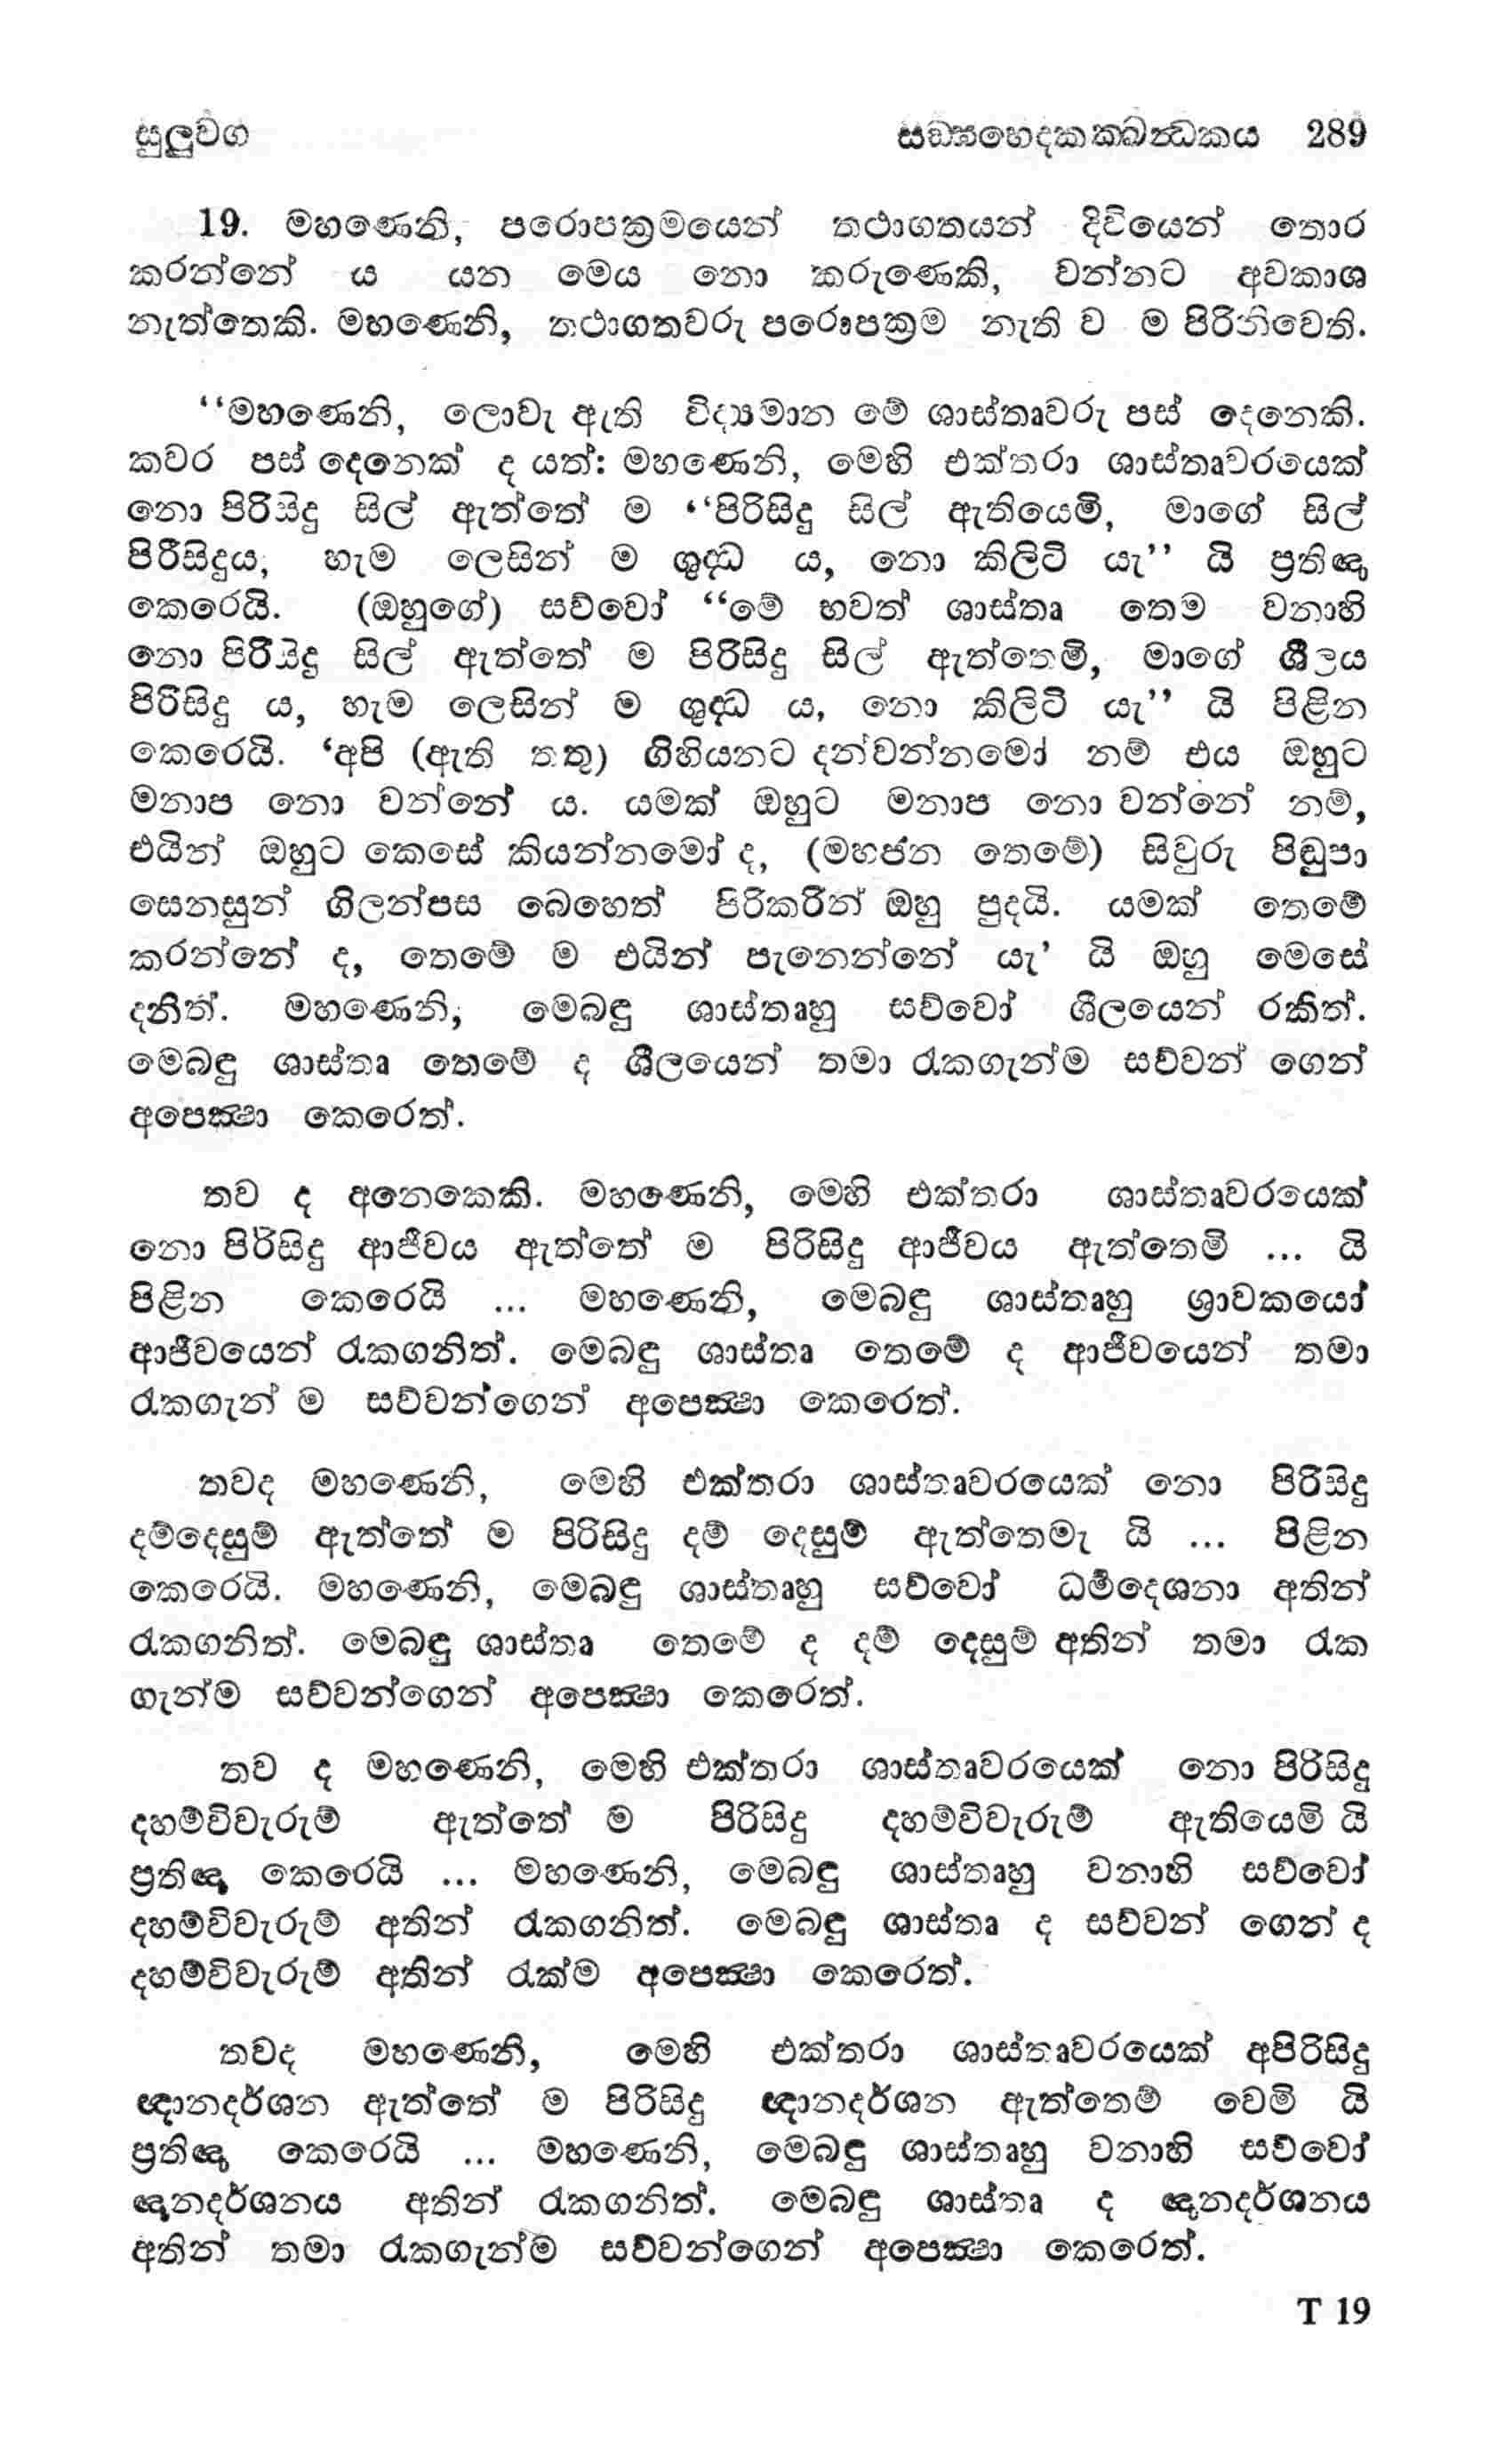 සුලුවග සඞ්ඝභෙදකක්ඛන්ධකය 289
19. මහණෙනි, පරොපක්‍රමයෙන් තථාගතයන් දිවියෙන් තොර
කරන්නේ ය යන මෙය නො කරුණෙකි, වන්නට අවකාශ
නැත්තෙකි. මහණෙනි, තථාගතවරු පරොපක්‍රම නැති ව ම පිරිනිවෙති.
‘‘මහණෙනි, ලොවැ ඇති විද්‍යමාන මේ ශාස්තෘවරු පස් දෙනෙකි.
කවර පස් දෙනෙක් ද යත්: මහණෙනි, මෙහි එක්තරා ශාස්තෘවරයෙක්
නො පිරිසිදු සිල් ඇත්තේ ම ‘‘පිරිසිදු සිල් ඇතියෙමි, මාගේ සිල්
පිරිසිදුය, හැම ලෙසින් ම ශුද්ධ ය, නො කිලිටි යැ’’ යි ප්‍රතිඥා
කෙරෙයි. (ඔහුගේ) සව්වෝ ‘‘මේ භවත් ශාස්තෘ තෙම වනාහි
නො පිරිසිදු සිල් ඇත්තේ ම පිරිසිදු සිල් ඇත්තෙමි, මාගේ ශීලය
පිරිසිදු ය, හැම ලෙසින් ම ශුද්ධ ය, නො කිලිටි යැ’’ යි පිළින
කෙරෙයි. ‘අපි (ඇති තතු) ගිහියනට දන්වන්නමෝ නම් එය ඔහුට
මනාප නො වන්නේ ය. යමක් ඔහුට මනාප නො වන්නේ නම්,
එයින් ඔහුට කෙසේ කියන්නමෝ ද, (මහජන තෙමේ) සිවුරු පිඬුපා
සෙනසුන් ගිලන්පස බෙහෙත් පිරිකරින් ඔහු පුදයි. යමක් තෙමේ
කරන්නේ ද, තෙමේ ම එයින් පැනෙන්නේ යැ’ යි ඔහු මෙසේ
දනිත්. මහණෙනි, මෙබඳු ශාස්තෘහු සව්වෝ ශීලයෙන් රකිත්.
මෙබඳු ශාස්තෘ තෙමේ ද ශීලයෙන් තමා රැකගැන්ම සව්වන් ගෙන්
අපෙක්‍ෂා කෙරෙත්.
තව ද අනෙකෙකි. මහණෙනි, මෙහි එක්තරා ශාස්තෘවරයෙක්
නො පිරිසිදු ආජීවය ඇත්තේ ම පිරිසිදු ආජීවය ඇත්තෙමි ... යි
පිළින කෙරෙයි ... මහණෙනි, මෙබඳු ශාස්තෘහු ශ්‍රාවකයෝ
ආජීවයෙන් රැකගනිත්. මෙබඳු ශාස්තෘ තෙමේ ද ආජීවයෙන් තමා
රැකගැන් ම සව්වන්ගෙන් අපෙක්‍ෂා කෙරෙත්.
තවද මහණෙනි, මෙහි එක්තරා ශාස්තෘවරයෙක් නො පිරිසිදු
දම්දෙසුම් ඇත්තේ ම පිරිසිදු දම් දෙසුම් ඇත්තෙමැ යි ... පිළින
කෙරෙයි. මහණෙනි, මෙබඳු ශාස්තෘහු සව්වෝ ධර්‍මදෙශනා අතින්
රැකගනිත්. මෙබඳු ශාස්තෘ තෙමේ ද දම් දෙසුම් අතින් තමා රැක
ගැන්ම සව්වන්ගෙන් අපෙක්‍ෂා කෙරෙත්.
තව ද මහණෙනි, මෙහි එක්තරා ශාස්තෘවරයෙක් නො පිරිසිදු
දහම්විවැරුම් ඇත්තේ ම පිරිසිදු දහම්විවැරුම් ඇතියෙමි යි
ප්‍රතිඥා කෙරෙයි ... මහණෙනි, මෙබඳු ශාස්තෘහු වනාහි සව්වෝ
දහම්විවැරුම් අතින් රැකගනිත්. මෙබඳු ශාස්තෘ ද සව්වන් ගෙන් ද
දහම්විවැරුම් අතින් රැක්ම අපෙක්‍ෂා කෙරෙත්.
තවද මහණෙනි, මෙහි එක්තරා ශාස්තෘවරයෙක් අපිරිසිදු
ඥානදර්ශන ඇත්තේ ම පිරිසිදු ඥානදර්ශන ඇත්තෙම් වෙමි යි
ප්‍රතිඥා කෙරෙයි ... මහණෙනි, මෙබඳු ශාස්තෘහු වනාහි සව්වෝ
ඥානදර්ශනය අතින් රැකගනිත්. මෙබඳු ශාස්තෘ ද ඥානදර්ශනය
අතින් තමා රැකගැන්ම සව්වන්ගෙන් අපෙක්‍ෂා කෙරෙත්.
T 19